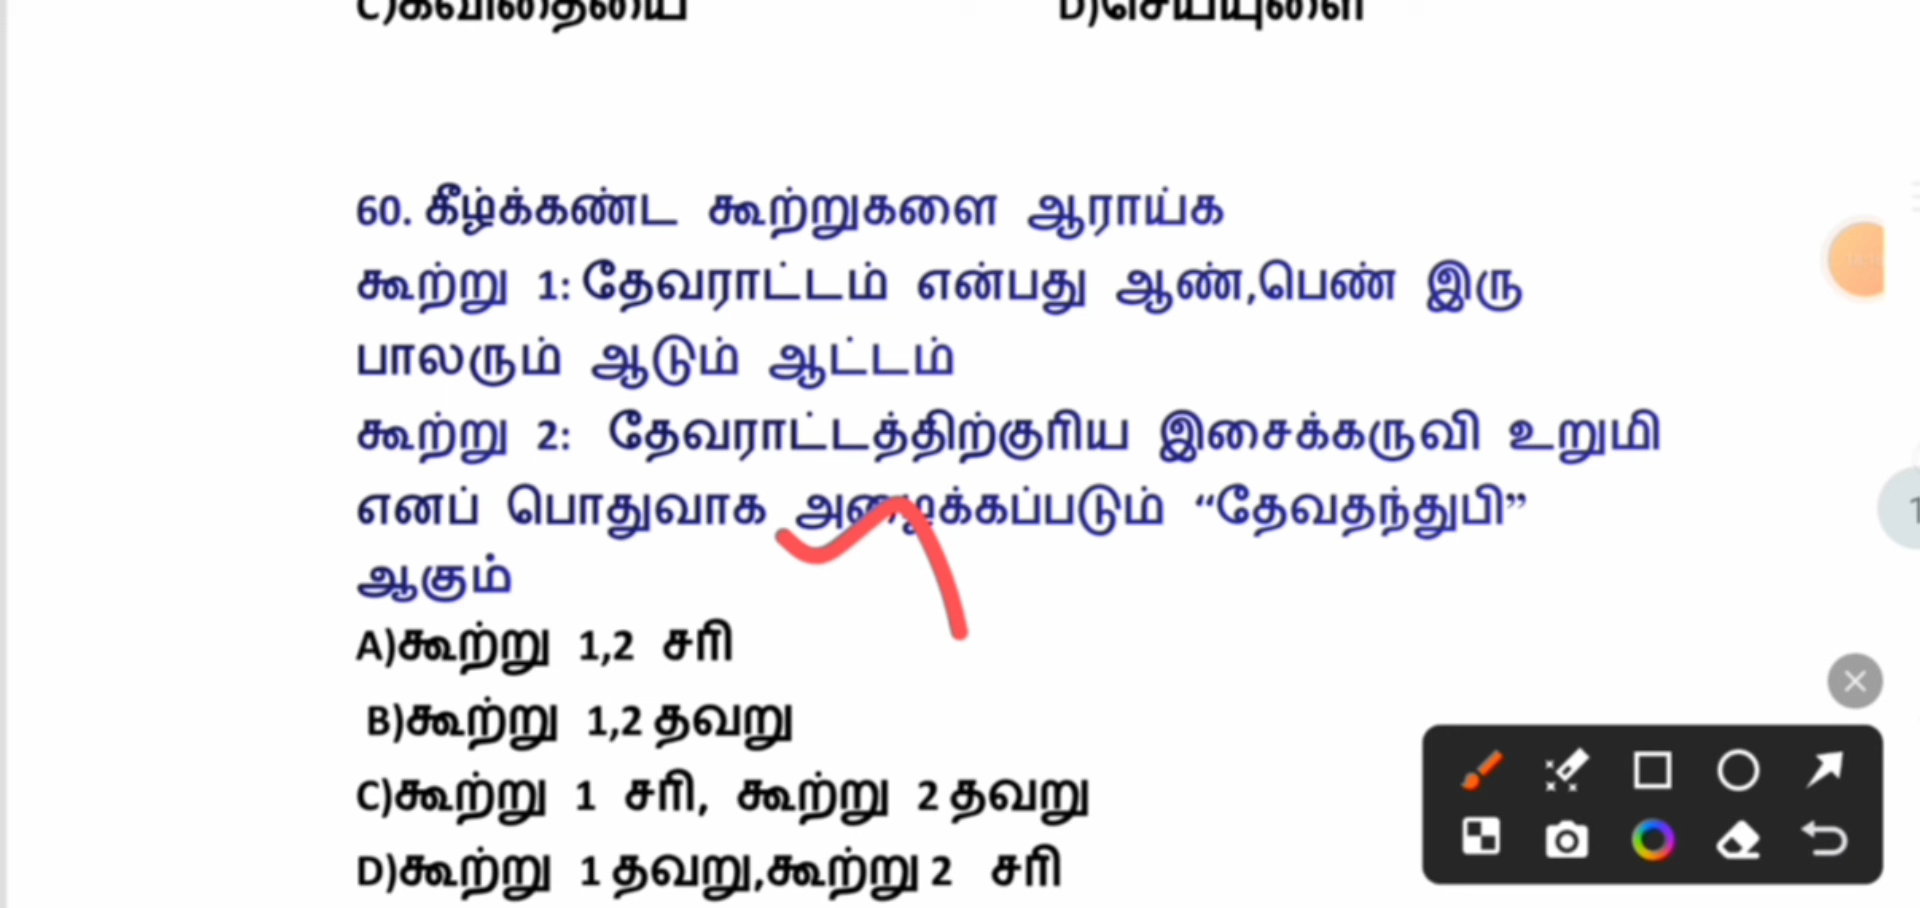 C)கவிதையை D)செய்யுளை
60. கீழ்க்கண்ட கூற்றுகளை ஆராய்க
கூற்று 1: தேவராட்டம் என்பது ஆண்,பெண் இரு
பாலரும் ஆடும் ஆட்டம்
கூற்று 2: தேவராட்டத்திற்குரிய இசைக்கருவி உறுமி
எனப் பொதுவாக அழைக்கப்படும் “தேவதந்துபி”
ஆகும்
A)கூற்று 1,2 சரி
B)கூற்று 1,2 தவறு
C)கூற்று 1 சரி, கூற்று 2 தவறு
D)கூற்று 1 தவறு,கூற்று 2 சரி